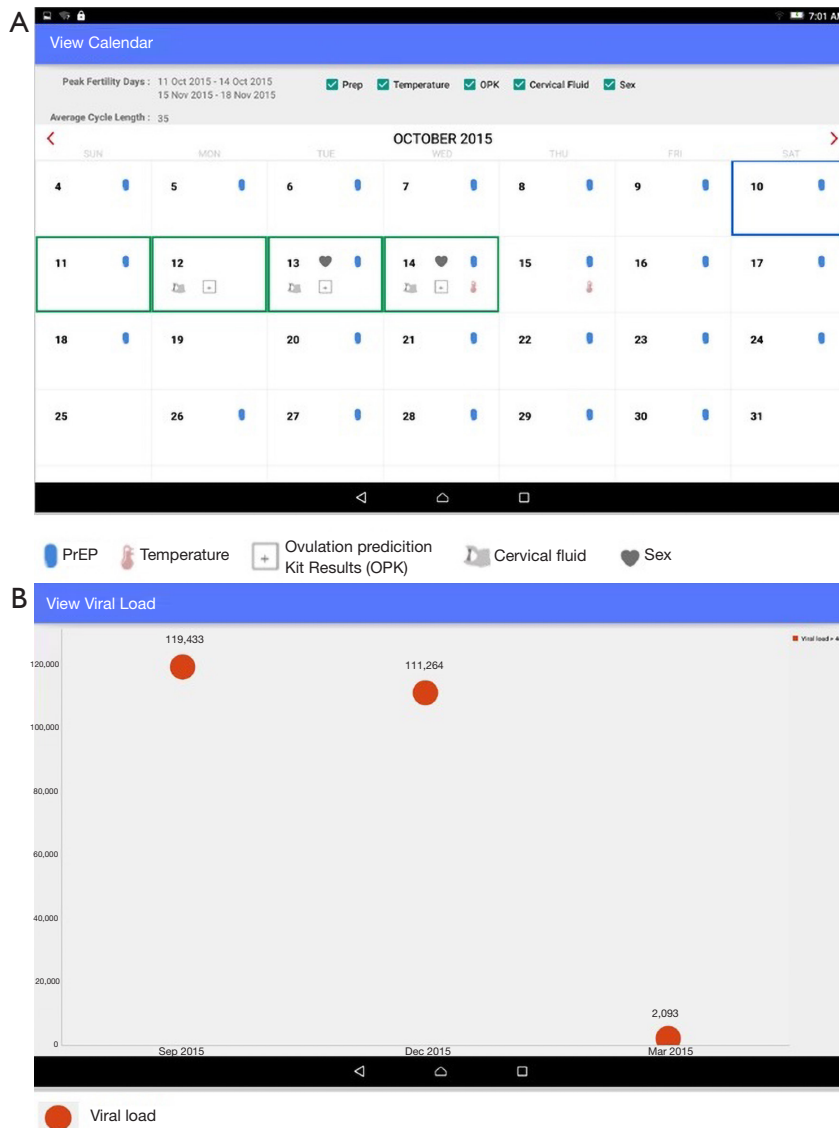 A
7:01 AM
View Calendar
Peak Fertility Days : 11 Oct 2015 - 14 Oct 2015
15 Nov 2015 - 18 Nov 2015
Prep Temperature OPK Cervical Fluid Sex
Average Cycle Length : 35
OCTOBER 2015
SUN MON TUE WED THU FRI SAT
4 5 6 7 8 9 10
11 12 13 14 15 16 17
18 19 20 21 22 23 24
25 26 27 28 29 30 31
PrEP Temperature Ovulation predicition
Kit Results (OPK) Cervical fluid Sex
B
View Viral Load
119,433
Viral load >
120,000
111,264
100,000
80,000
60,000
40,000
20,000
2,093
0
Sep 2015 Dec 2015 Mar 2015
Viral load